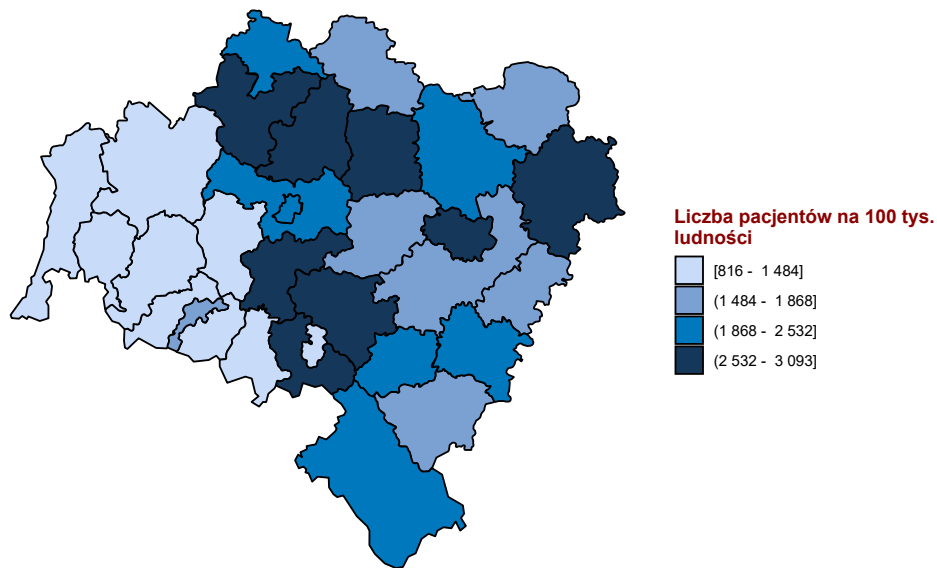 Liczba pacjentów na 100 tys.
ludności
[816 - 1 484]
(1 484 - 1 868]
(1 868 - 2 532]
(2 532 - 3 093]